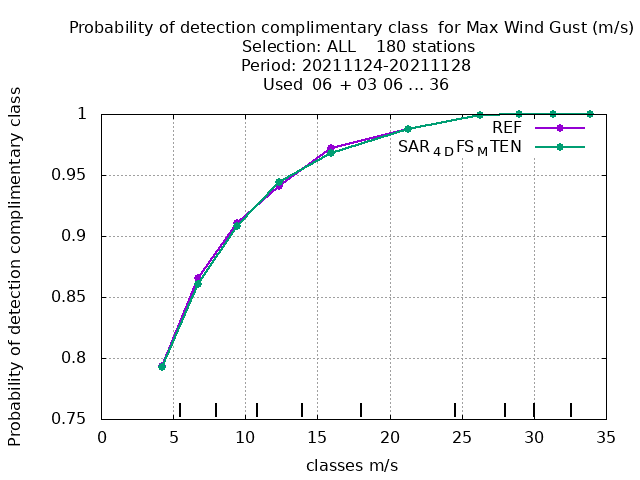 Probability of detection complimentary class  for Max Wind Gust (m/s)
Selection: ALL    180 stations
Period: 20211124-20211128
Used  06 + 03 06 ... 36
Probability of detection complimentary class
1
0.95
0.9
0.85
0.8
0.75
REF
SAR4DFSMTEN
0 5 10 15 20 25 30 35
classes m/s